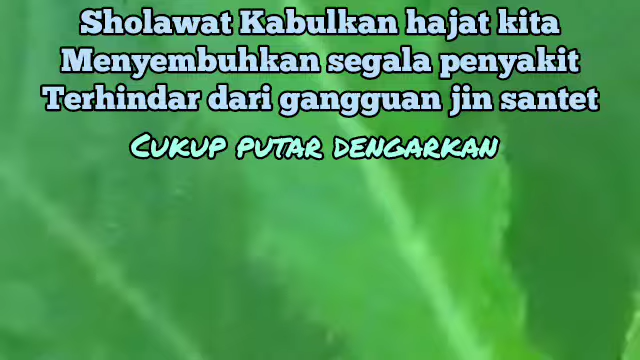 Sholawat Kabulkan hajat kita
Menyembuhkan segala penyakit
Terhindar dari gangguan jin santet
Cukup putar dengarkan